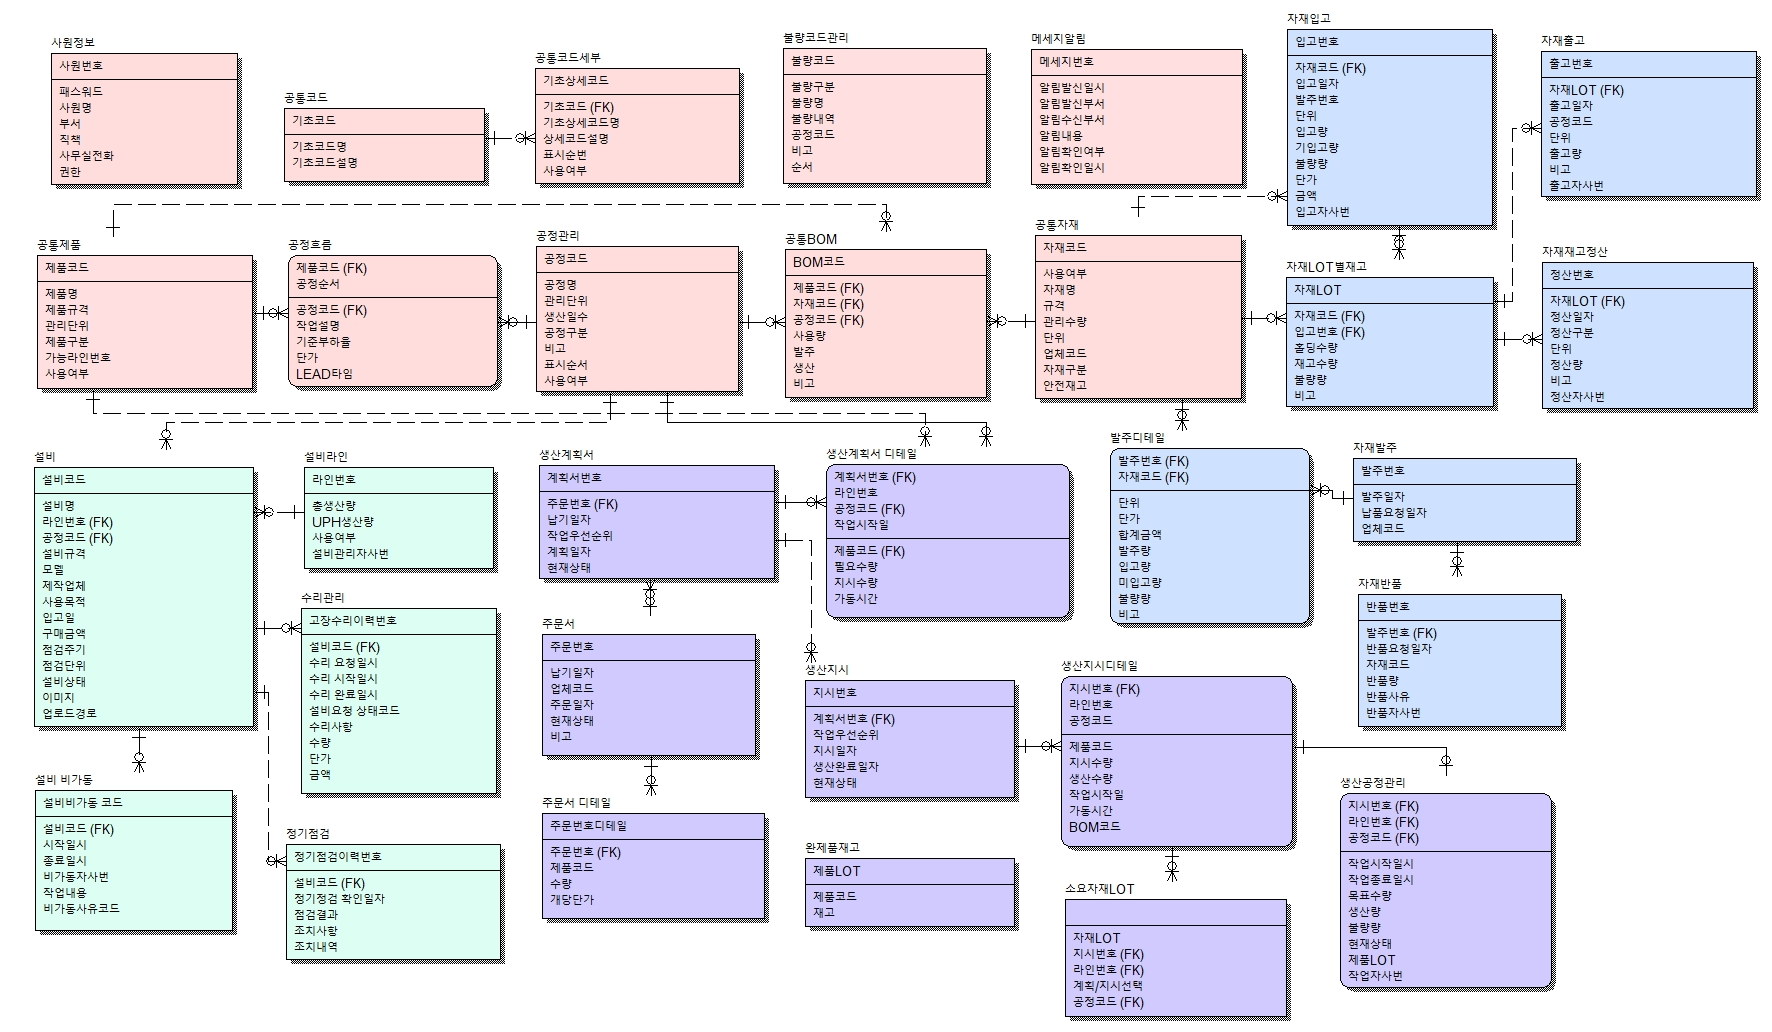 사원정보
사원번호
패스워드
사원명
부서
직책
사무실전화
권한
공통코드
기초코드
기초코드명
기초코드설명
공통코드세부
기초상세코드
기초코드 (FK)
기초상세코드명
상세코드설명
표시순번
사용여부
불량코드관리
불량코드
불량구분
불량명
불량내역
공정코드
비고
순서
메세지알림
메세지번호
알림발신일시
알림발신부서
알림수신부서
알림내용
알림확인여부
알림확인일시
자재입고
입고번호
자재코드 (FK)
입고일자
발주번호
단위
입고량
기입고량
불량량
단가
금액
입고자사번
자재출고
출고번호
자재LOT (FK)
출고일자
공정코드
단위
출고량
비고
출고자사번
공통제품
제품코드
제품명
제품규격
관리단위
제품구분
가능라인번호
사용여부
공정흐름
제품코드 (FK)
공정순서
공정코드 (FK)
작업설명
기준부하율
단가
LEAD타임
공정관리
공정코드
공정명
관리단위
생산일수
공정구분
비고
표시순서
사용여부
공통BOM
BOM코드
제품코드 (FK)
자재코드 (FK)
공정코드 (FK)
사용량
발주
생산
비고
공통자재
자재코드
사용여부
자재명
규격
관리수량
단위
업체코드
자재구분
안전재고
자재LOT별재고
자재LOT
자재코드 (FK)
입고번호 (FK)
홀딩수량
재고수량
불량량
비고
자재재고정산
정산번호
자재LOT (FK)
정산일자
정산구분
단위
정산량
비고
정산자사번
설비
설비코드
설비명
라인번호 (FK)
공정코드 (FK)
설비규격
모델
제작업체
사용목적
입고일
구매금액
점검주기
점검단위
설비상태
이미지
업로드경로
설비라인
라인번호
총생산량
UPH생산량
사용여부
설비관리자사번
수리관리
고장수리이력번호
설비코드 (FK)
수리 요청일시
수리 시작일시
수리 완료일시
설비요청 상태코드
수리사항
수량
단가
금액
설비 비가동
설비비가동 코드
설비코드 (FK)
시작일시
종료일시
비가동자사번
작업내용
비가동사유코드
정기점검
정기점검이력번호
설비코드 (FK)
정기정검 확인일자
점검결과
조치사항
조치내역
생산계획서
계획서번호
주문번호 (FK)
납기일자
작업우선순위
계획일자
현재상태
주문서
주문번호
납기일자
업체코드
주문일자
현재상태
비고
주문서 디테일
주문번호디테일
주문번호 (FK)
제품코드
수량
개당단가
생산계획서 디테일
계획서번호 (FK)
라인번호
공정코드 (FK)
작업시작일
제품코드 (FK)
필요수량
지시수량
가동시간
생산지시
지시번호
계획서번호 (FK)
작업우선순위
지시일자
생산완료일자
현재상태
완제품재고
제품LOT
제품코드
재고
발주디테일
발주번호 (FK)
자재코드 (FK)
단위
단가
합계금액
발주량
입고량
미입고량
불량량
비고
자재발주
발주번호
발주일자
납품요청일자
업체코드
자재반품
반품번호
발주번호 (FK)
반품요청일자
자재코드
반품량
반품사유
반품자사번
생산지시디테일
지시번호 (FK)
라인번호
공정코드
제품코드
지시수량
생산수량
작업시작일
가동시간
BOM코드
소요자재LOT
자재LOT
지시번호 (FK)
라인번호 (FK)
계획/지시선택
공정코드 (FK)
생산공정관리
지시번호 (FK)
라인번호 (FK)
공정코드 (FK)
작업시작일시
작업종료일시
목표수량
생산량
불량량
현재상태
제품LOT
작업자사번